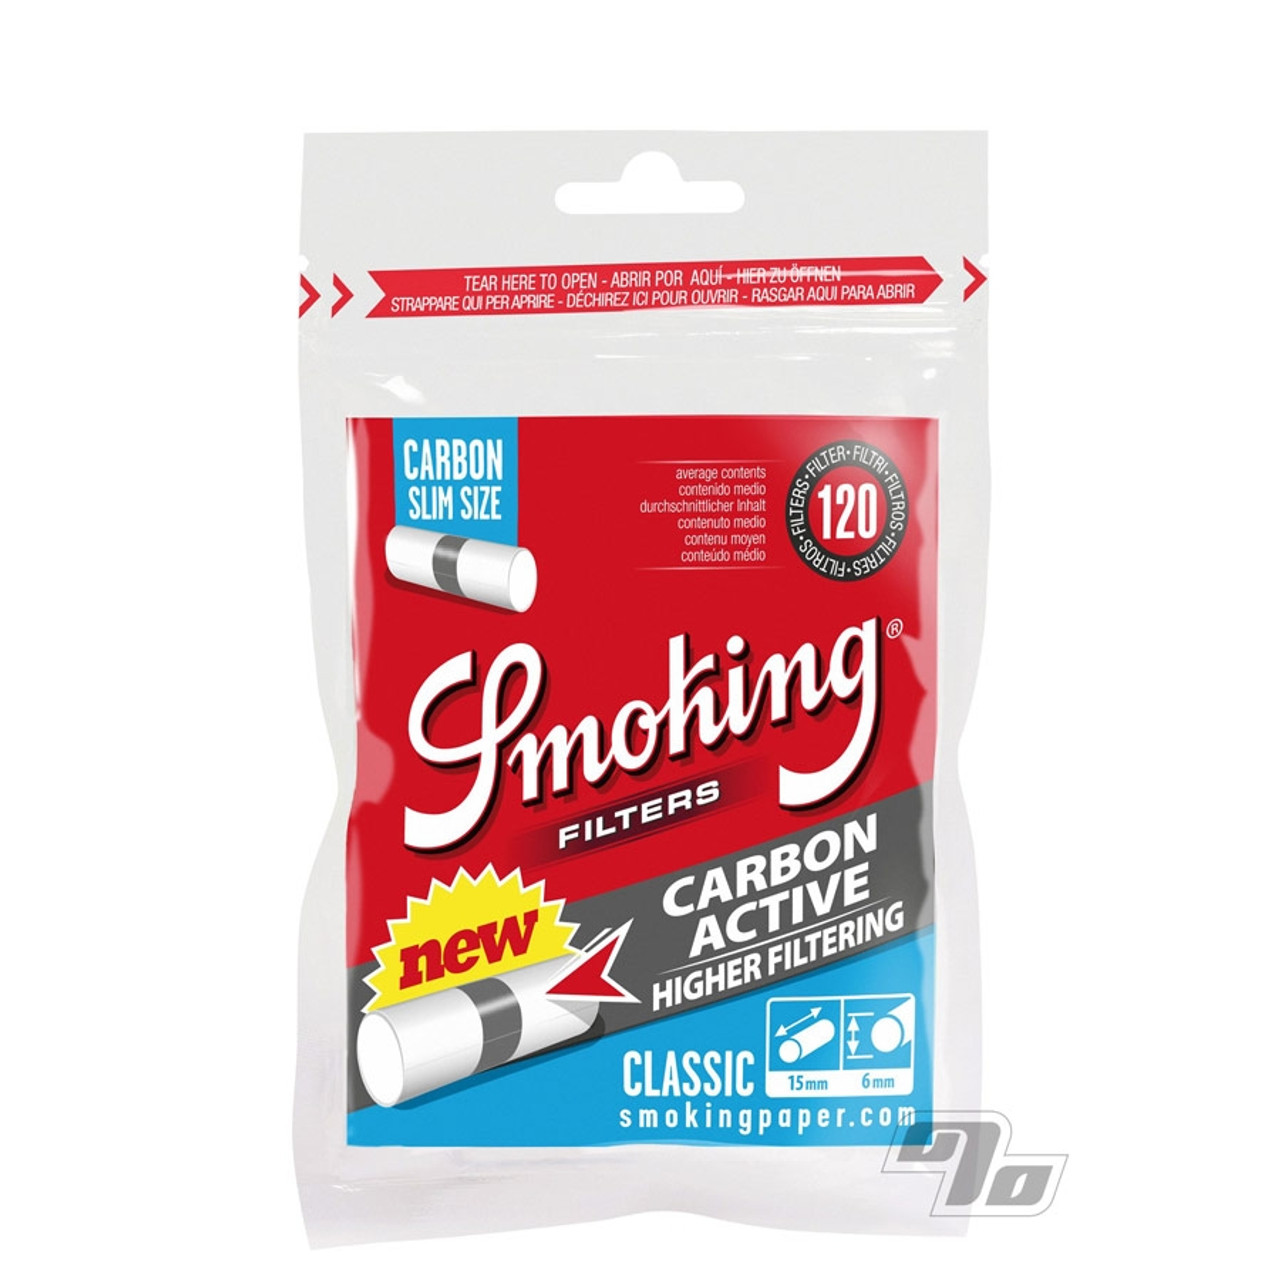 TEAR HERE TO OPEN - ABRIR POR AQUÍ - HIER ZU ÖFFNEN
STRAPPARE QUI PER APRIRE - DÉCHIREZ ICI POUR OUVRIR - RASGAR AQUI PARA ABRIR
CARBON
SLIM SIZE
average contents
contenido medio
durchschnittlicher Inhalt
contenuto medio
contenu moyen
conteúdo médio
FILTERS • FILTER • FILTRI • FILTROS • FILTRES • FILTROS •
120
Smoking®
FILTERS
CARBON
ACTIVE
HIGHER FILTERING
new
CLASSIC
15mm
6mm
smokingpaper.com